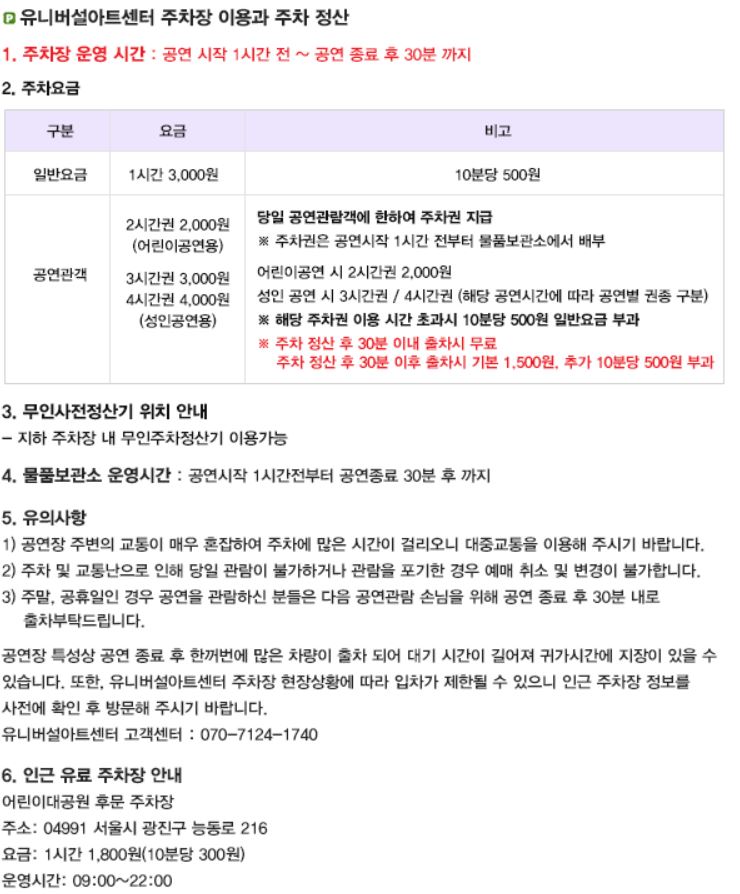 P 유니버설아트센터 주차장 이용과 주차 정산
1. 주차장 운영 시간 : 공연 시작 1시간 전 ~ 공연 종료 후 30분 까지
2. 주차요금
구분 요금 비고
일반요금 1시간 3,000원 10분당 500원
공연관객
2시간권 2,000원
(어린이공연용)
3시간권 3,000원
4시간권 4,000원
(성인공연용)
당일 공연관람객에 한하여 주차권 지급
※ 주차권은 공연시작 1시간 전부터 물품보관소에서 배부
어린이공연 시 2시간권 2,000원
성인 공연 시 3시간권 / 4시간권 (해당 공연시간에 따라 공연별 권종 구분)
※ 해당 주차권 이용 시간 초과시 10분당 500원 일반요금 부과
※ 주차 정산 후 30분 이내 출차시 무료
주차 정산 후 30분 이후 출차시 기본 1,500원, 추가 10분당 500원 부과
3. 무인사전정산기 위치 안내
- 지하 주차장 내 무인주차정산기 이용가능
4. 물품보관소 운영시간 : 공연시작 1시간전부터 공연종료 30분 후 까지
5. 유의사항
1) 공연장 주변의 교통이 매우 혼잡하여 주차에 많은 시간이 걸리오니 대중교통을 이용해 주시기 바랍니다.
2) 주차 및 교통난으로 인해 당일 관람이 불가하거나 관람을 포기한 경우 예매 취소 및 변경이 불가합니다.
3) 주말, 공휴일인 경우 공연을 관람하신 분들은 다음 공연관람 손님을 위해 공연 종료 후 30분 내로
출차부탁드립니다.
공연장 특성상 공연 종료 후 한꺼번에 많은 차량이 출차 되어 대기 시간이 길어져 귀가시간에 지장이 있을 수
있습니다. 또한, 유니버설아트센터 주차장 현장상황에 따라 입차가 제한될 수 있으니 인근 주차장 정보를
사전에 확인 후 방문해 주시기 바랍니다.
유니버설아트센터 고객센터 : 070-7124-1740
6. 인근 유료 주차장 안내
어린이대공원 후문 주차장
주소: 04991 서울시 광진구 능동로 216
요금: 1시간 1,800원(10분당 300원)
운영시간: 09:00~22:00